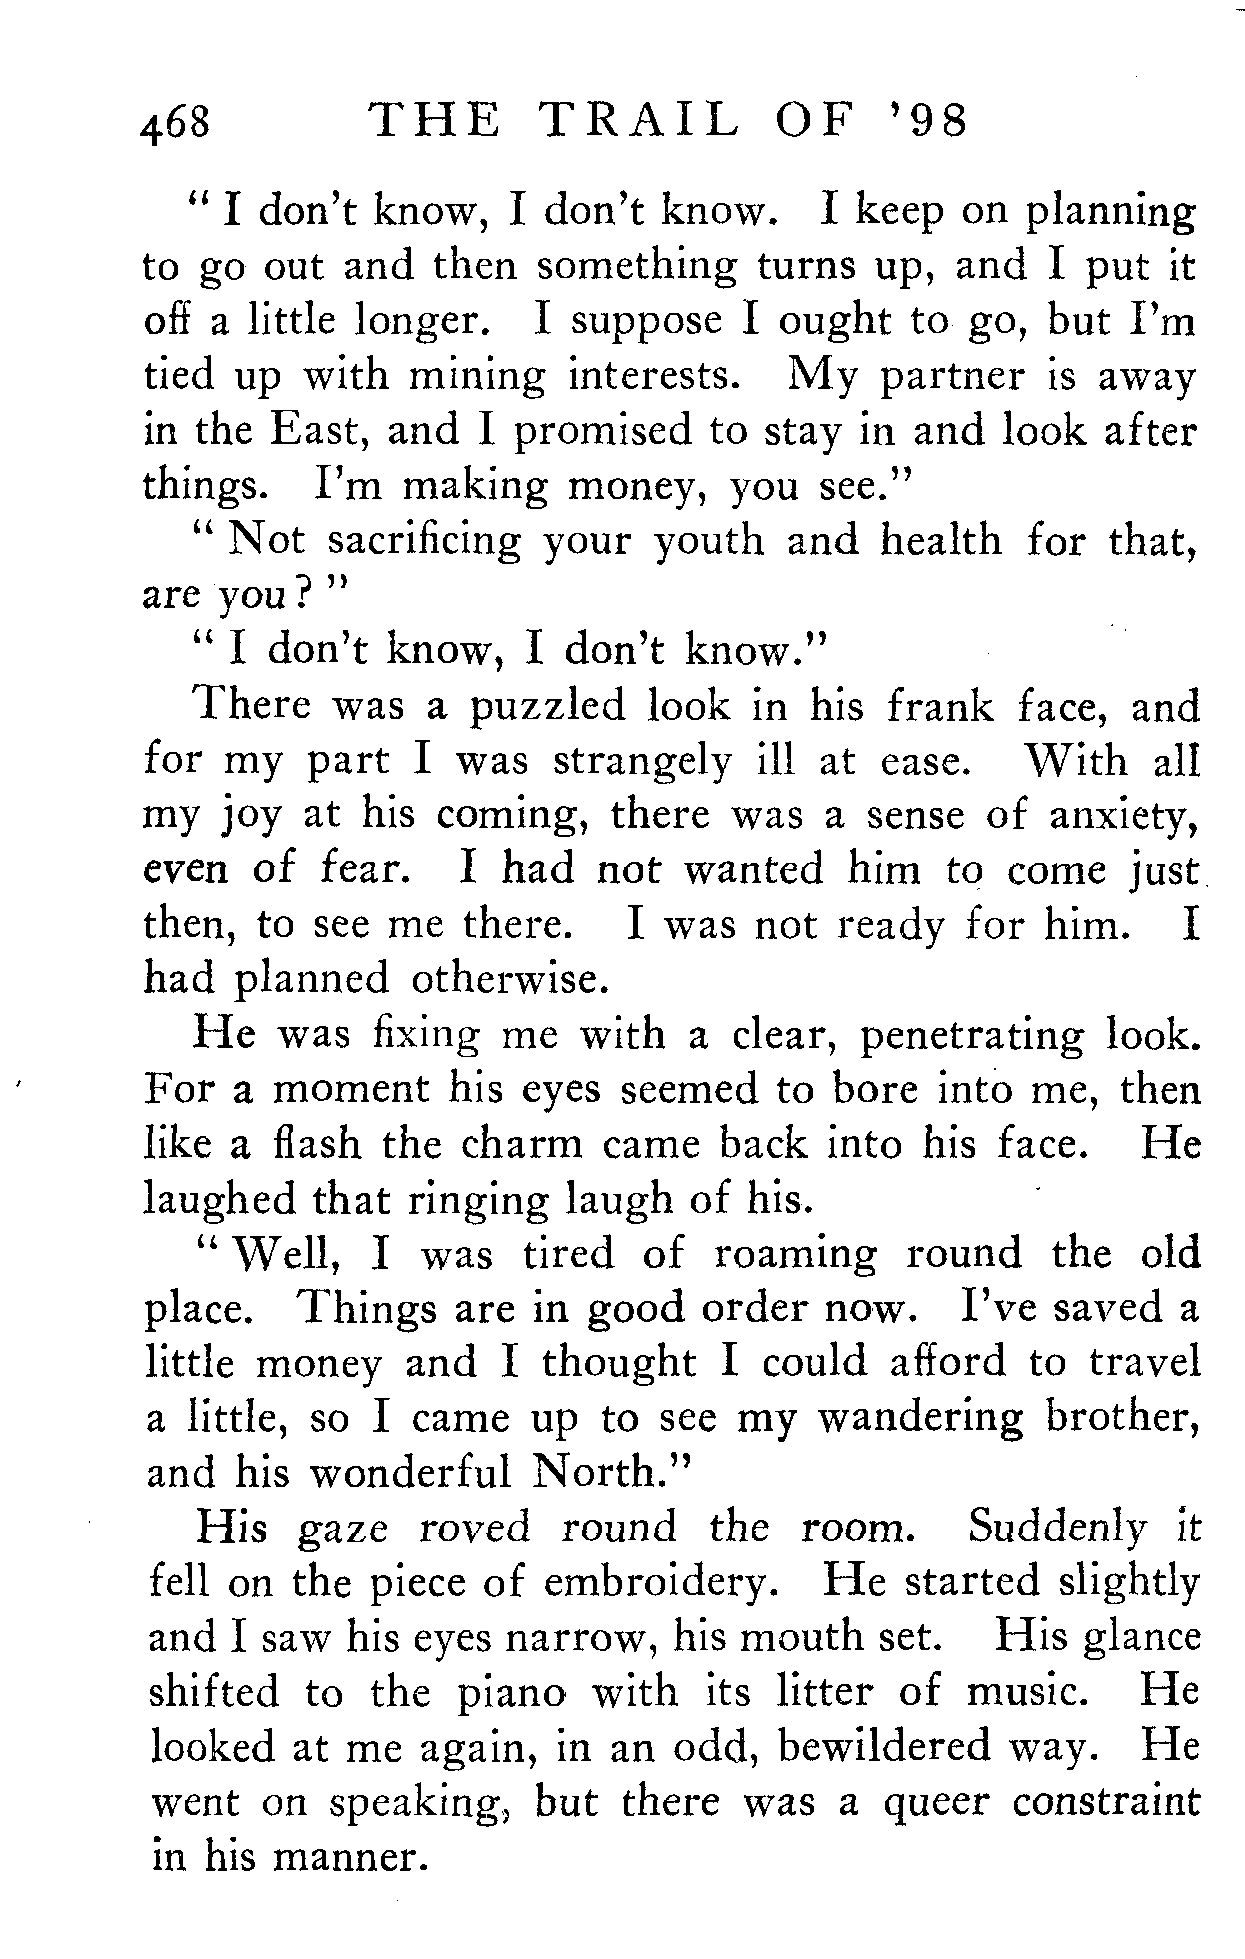 468 THE TRAIL OF '98
" I don't know, I don't know. I keep on planning
to go out and then something turns up, and I put it
off a little longer. I suppose I ought to go, but I'm
tied up with mining interests. My partner is away
in the East, and I promised to stay in and look after
things. I'm making money, you see."
" Not sacrificing your youth and health for that,
are you? "
" I don't know, I don't know."
There was a puzzled look in his frank face, and
for my part I was strangely ill at ease. With all
my joy at his coming, there was a sense of anxiety,
even of fear. I had not wanted him to come just
then, to see me there. I was not ready for him. I
had planned otherwise.
He was fixing me with a clear, penetrating look.
For a moment his eyes seemed to bore into me, then
like a flash the charm came back into his face. He
laughed that ringing laugh of his.
" Well, I was tired of roaming round the old
place. Things are in good order now. I've saved a
little money and I thought I could afford to travel
a little, so I came up to see my wandering brother,
and his wonderful North."
His gaze roved round the room. Suddenly it
fell on the piece of embroidery. He started slightly
and I saw his eyes narrow, his mouth set. His glance
shifted to the piano with its litter of music. He
looked at me again, in an odd, bewildered way. He
went on speaking, but there was a queer constraint
in his manner.